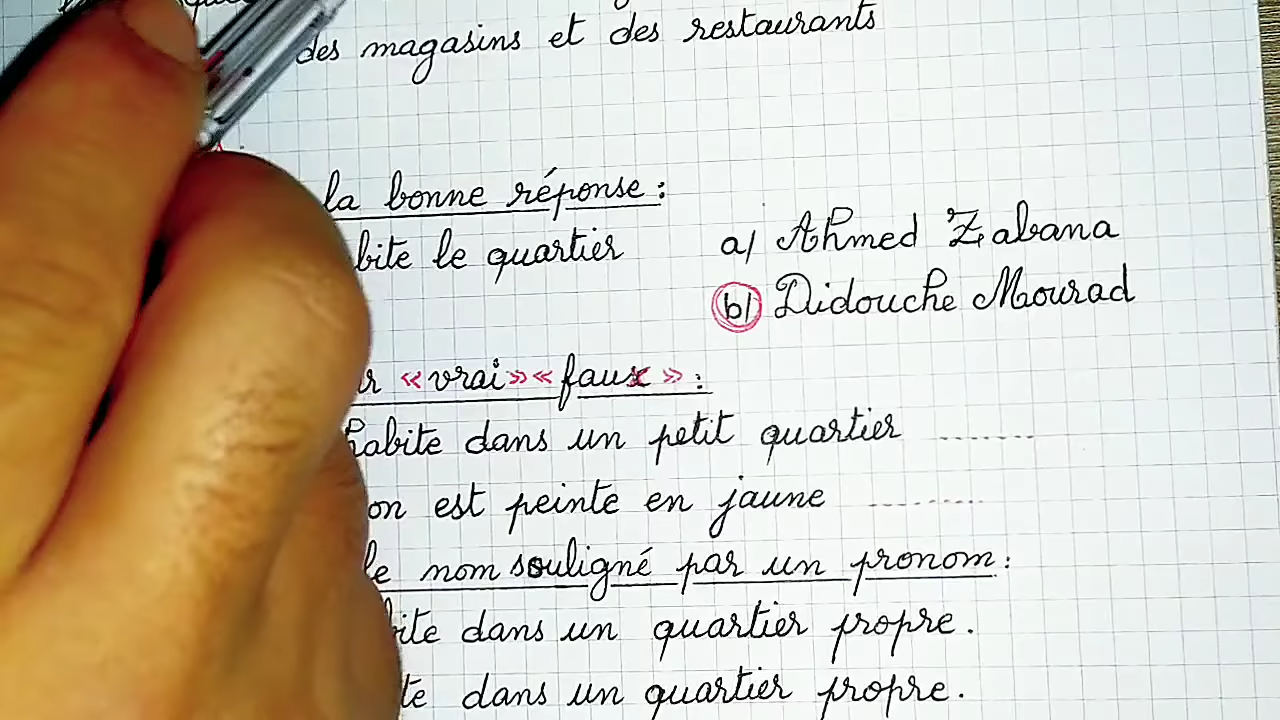 des magasins et des restaurants
la bonne réponse :
bite le quartier a/ Ahmed Zabana
b/ Didouche Mourad
r «vrai» «faux» :
habite dans un petit quartier ..........
on est peinte en jaune ..........
le nom souligné par un pronom :
bite dans un quartier propre.
te dans un quartier propre.